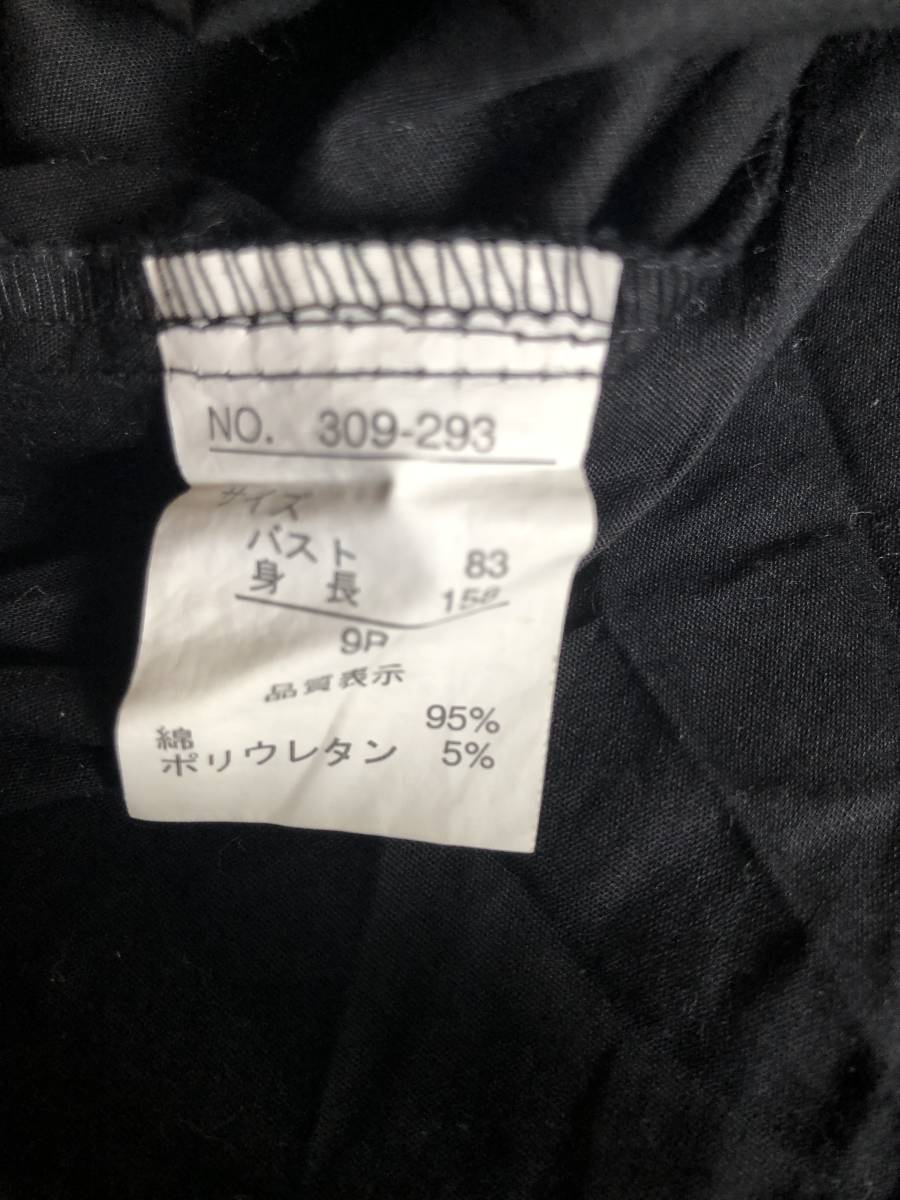 NO. 309-293
サイズ
バスト 83
身長 158
9P
品質表示
綿 95%
ポリウレタン 5%